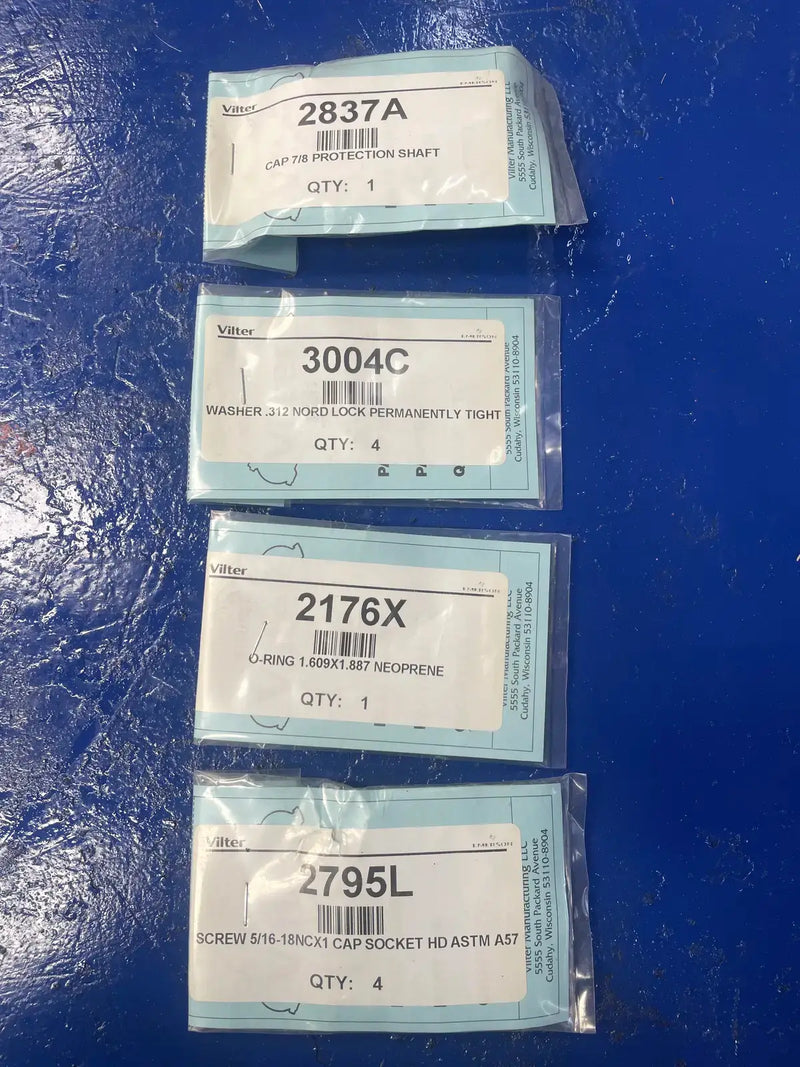 Vilter
EMERSON
2837A
CAP 7/8 PROTECTION SHAFT
QTY: 1
Vilter Manufacturing LLC
5555 South Packard Avenue
Cudahy, Wisconsin
Vilter
EMERSON
3004C
WASHER .312 NORD LOCK PERMANENTLY TIGHT
QTY: 4
5555 South Packard Avenue
Cudahy, Wisconsin 53110-8904
P
P
Q
Vilter
EMERSON
2176X
O-RING 1.609X1.887 NEOPRENE
QTY: 1
Vilter Manufacturing LLC
5555 South Packard Avenue
Cudahy, Wisconsin 53110-8904
Vilter
EMERSON
2795L
SCREW 5/16-18NCX1 CAP SOCKET HD ASTM A57
QTY: 4
Vilter Manufacturing LLC
5555 South Packard Avenue
Cudahy, Wisconsin 53110-8904